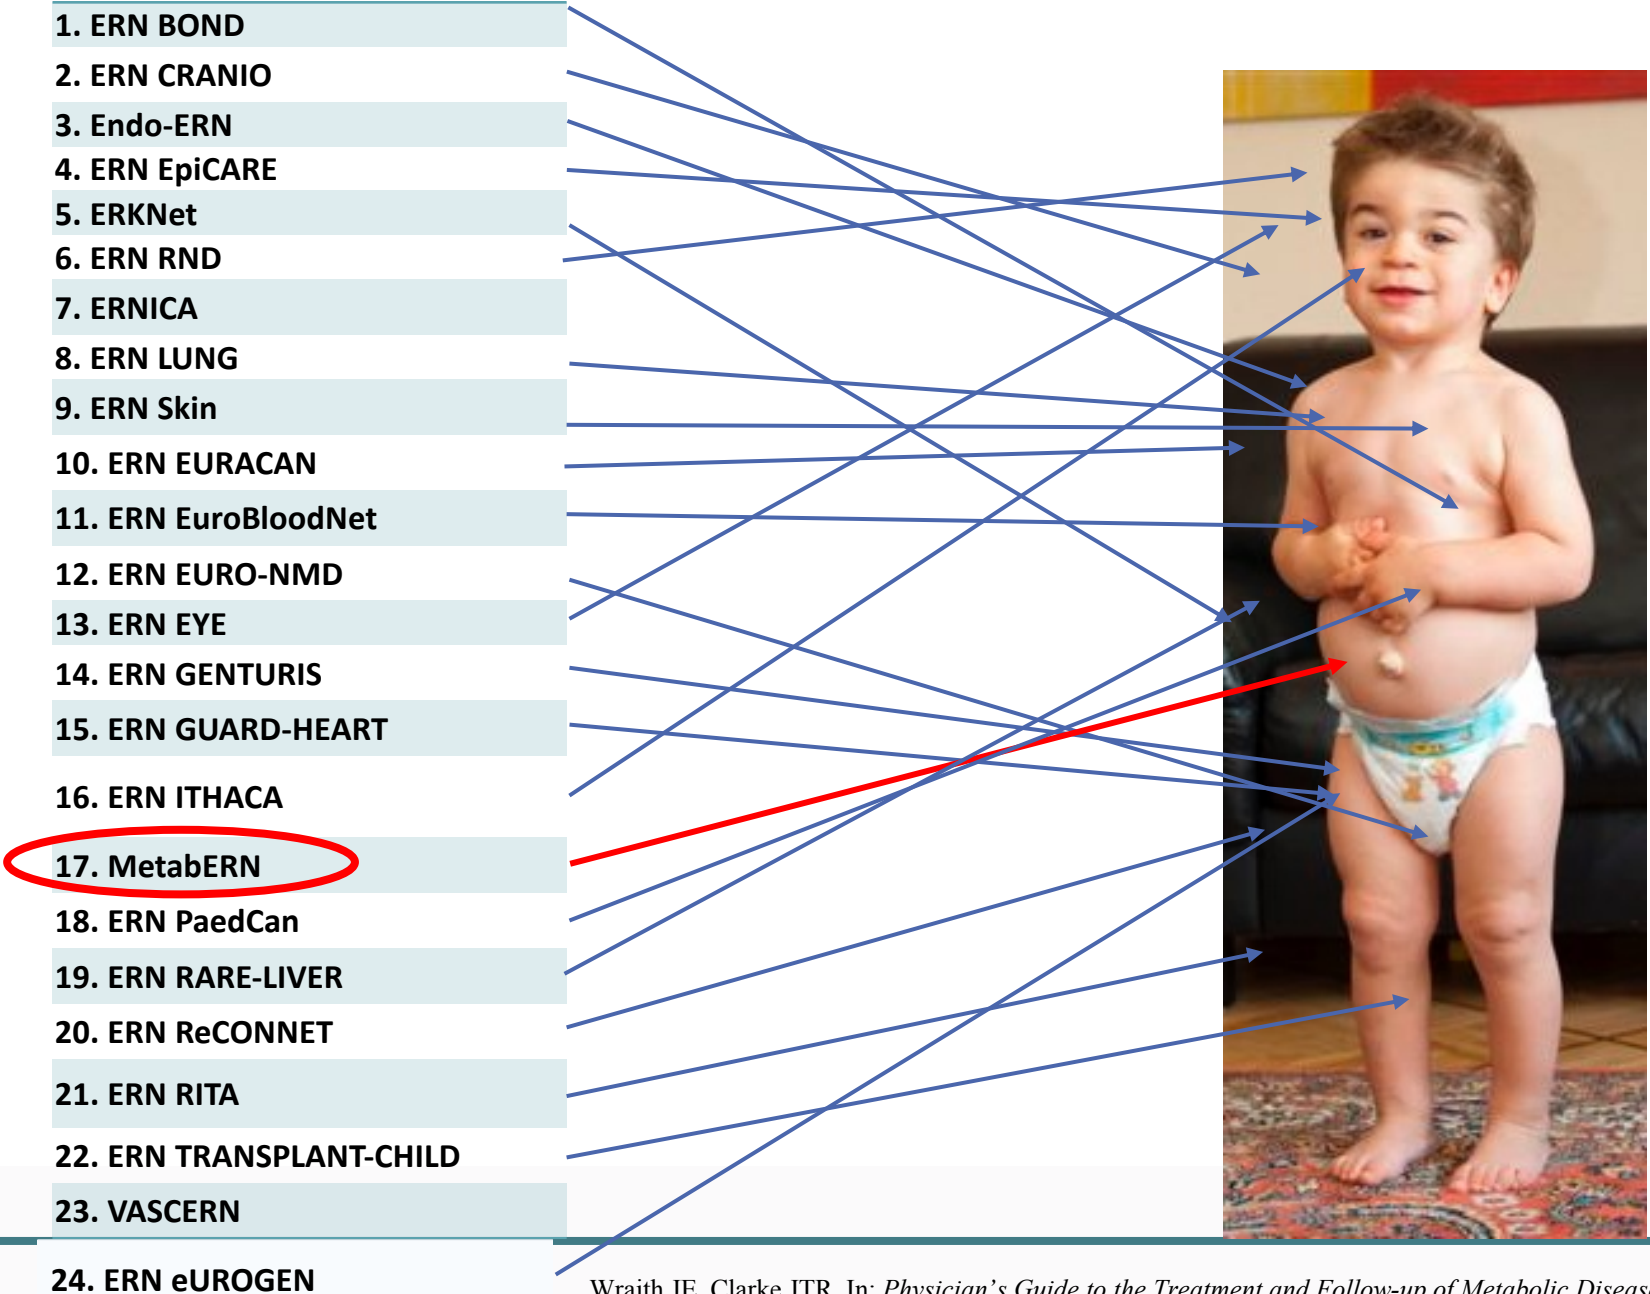 1. ERN BOND
2. ERN CRANIO
3. Endo-ERN
4. ERN EpiCARE
5. ERKNet
6. ERN RND
7. ERNICA
8. ERN LUNG
9. ERN Skin
10. ERN EURACAN
11. ERN EuroBloodNet
12. ERN EURO-NMD
13. ERN EYE
14. ERN GENTURIS
15. ERN GUARD-HEART
16. ERN ITHACA
17. MetabERN
18. ERN PaedCan
19. ERN RARE-LIVER
20. ERN ReCONNET
21. ERN RITA
22. ERN TRANSPLANT-CHILD
23. VASCERN
24. ERN eUROGEN
Wraith JE, Clarke JTR. In: Physician's Guide to the Treatment and Follow-up of Metabolic Diseas